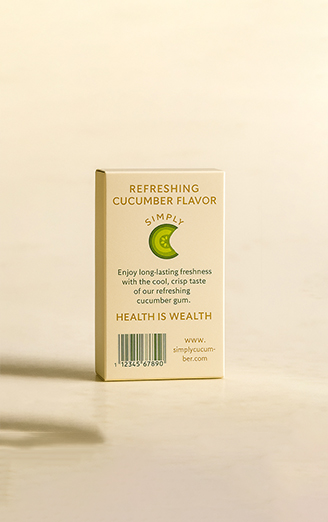 REFRESHING
CUCUMBER FLAVOR
SIMPLY
Enjoy long-lasting freshness
with the cool, crisp taste
of our refreshing
cucumber gum.
HEALTH IS WEALTH
www.
simplycucum-
ber.com
1 12345 67890